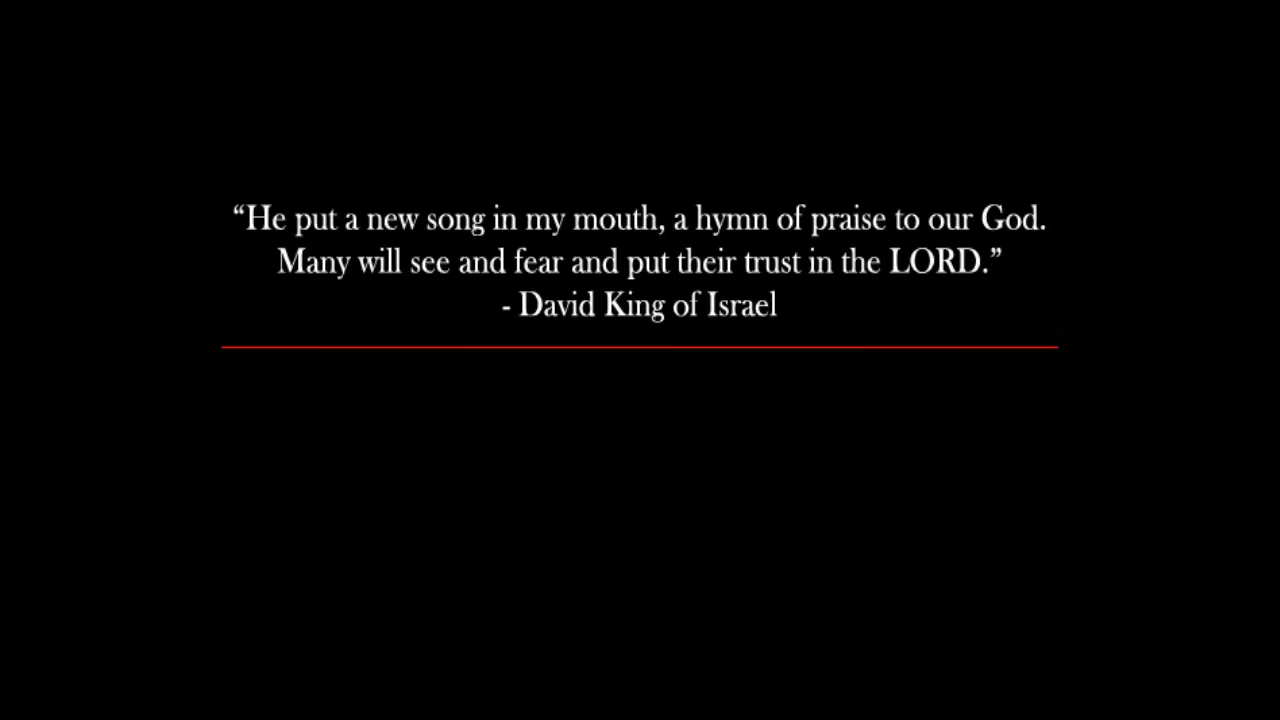 “He put a new song in my mouth, a hymn of praise to our God.
Many will see and fear and put their trust in the LORD.”
- David King of Israel